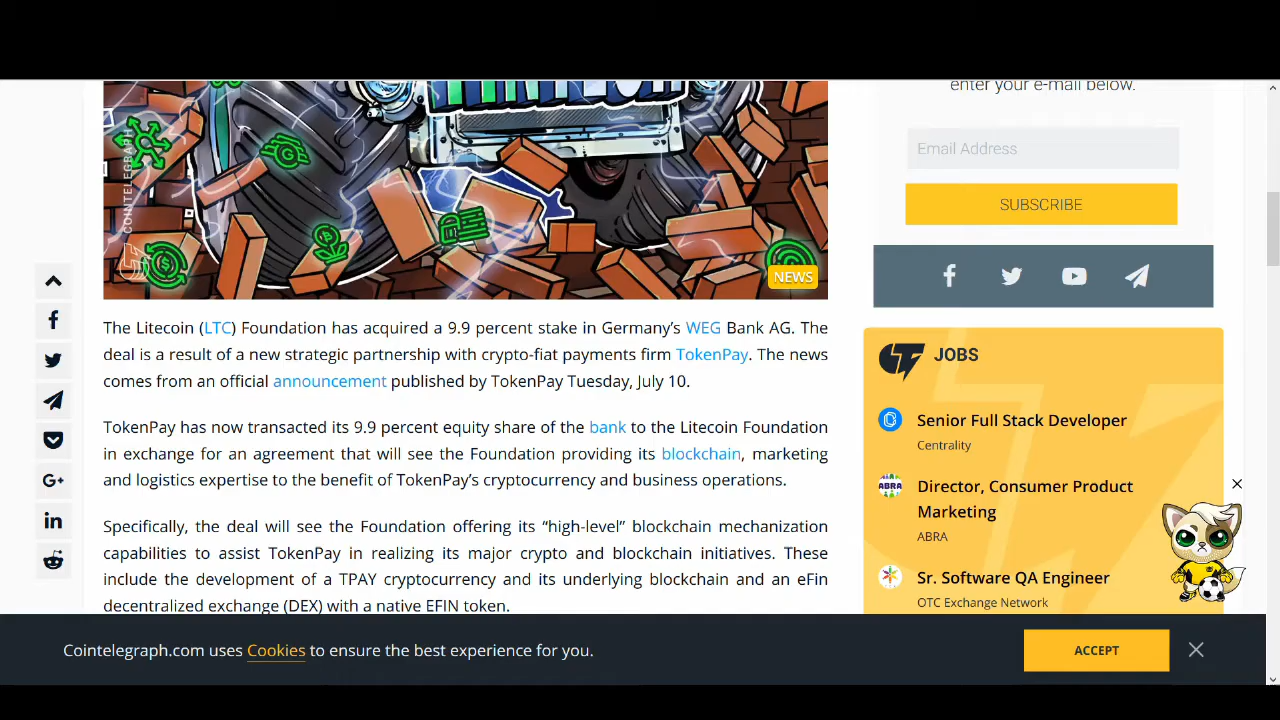 enter your e-mail below.
Email Address
SUBSCRIBE
COINTELEGRAPH
NEWS
The Litecoin (LTC) Foundation has acquired a 9.9 percent stake in Germany’s WEG Bank AG. The
deal is a result of a new strategic partnership with crypto-fiat payments firm TokenPay. The news
comes from an official announcement published by TokenPay Tuesday, July 10.
TokenPay has now transacted its 9.9 percent equity share of the bank to the Litecoin Foundation
in exchange for an agreement that will see the Foundation providing its blockchain, marketing
and logistics expertise to the benefit of TokenPay’s cryptocurrency and business operations.
Specifically, the deal will see the Foundation offering its “high-level” blockchain mechanization
capabilities to assist TokenPay in realizing its major crypto and blockchain initiatives. These
include the development of a TPAY cryptocurrency and its underlying blockchain and an eFin
decentralized exchange (DEX) with a native EFIN token.
JOBS
Senior Full Stack Developer
Centrality
ABRA
Director, Consumer Product
Marketing
ABRA
Sr. Software QA Engineer
OTC Exchange Network
G+
in
Cointelegraph.com uses Cookies to ensure the best experience for you.
ACCEPT